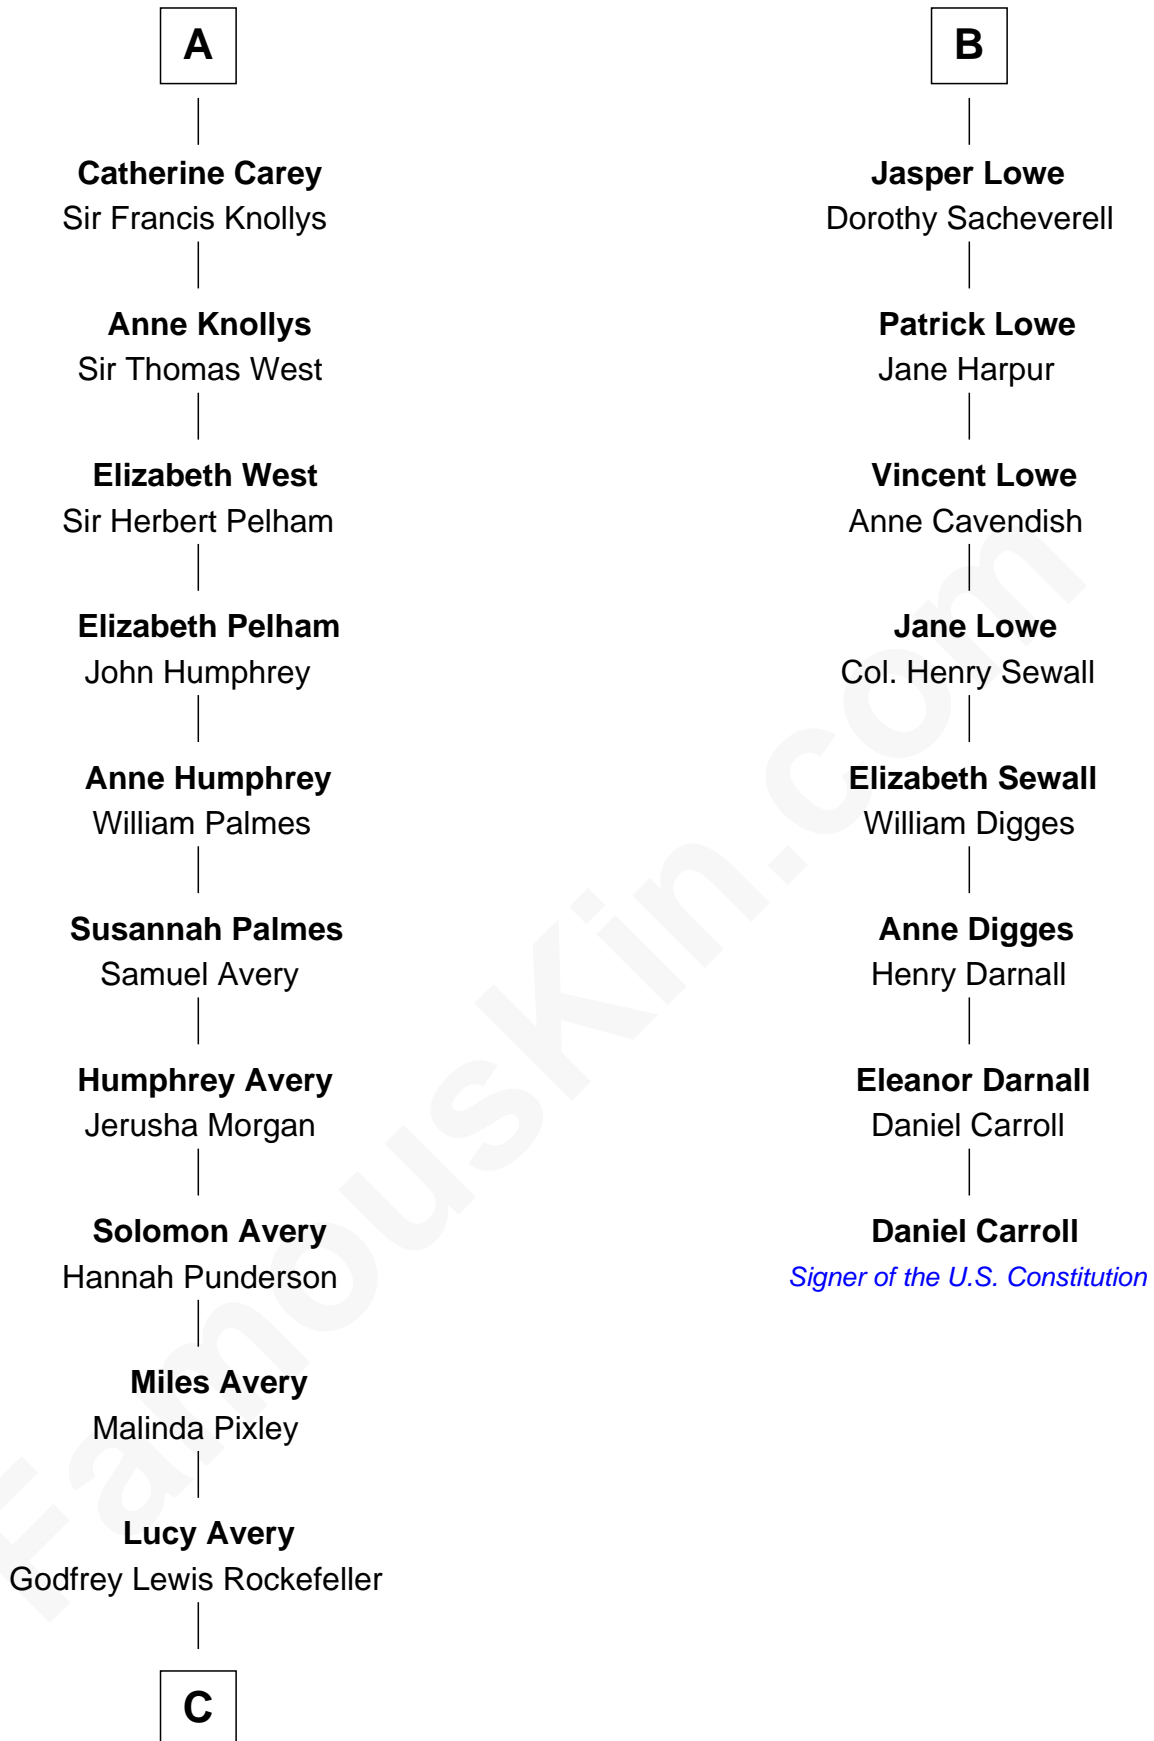 A
Catherine Carey
Sir Francis Knollys
Anne Knollys
Sir Thomas West
Elizabeth West
Sir Herbert Pelham
Elizabeth Pelham
John Humphrey
Anne Humphrey
William Palmes
Susannah Palmes
Samuel Avery
Humphrey Avery
Jerusha Morgan
Solomon Avery
Hannah Punderson
Miles Avery
Malinda Pixley
Lucy Avery
Godfrey Lewis Rockefeller
C
B
Jasper Lowe
Dorothy Sacheverell
Patrick Lowe
Jane Harpur
Vincent Lowe
Anne Cavendish
Jane Lowe
Col. Henry Sewall
Elizabeth Sewall
William Digges
Anne Digges
Henry Darnall
Eleanor Darnall
Daniel Carroll
Daniel Carroll
Signer of the U.S. Constitution
FamousKin.com